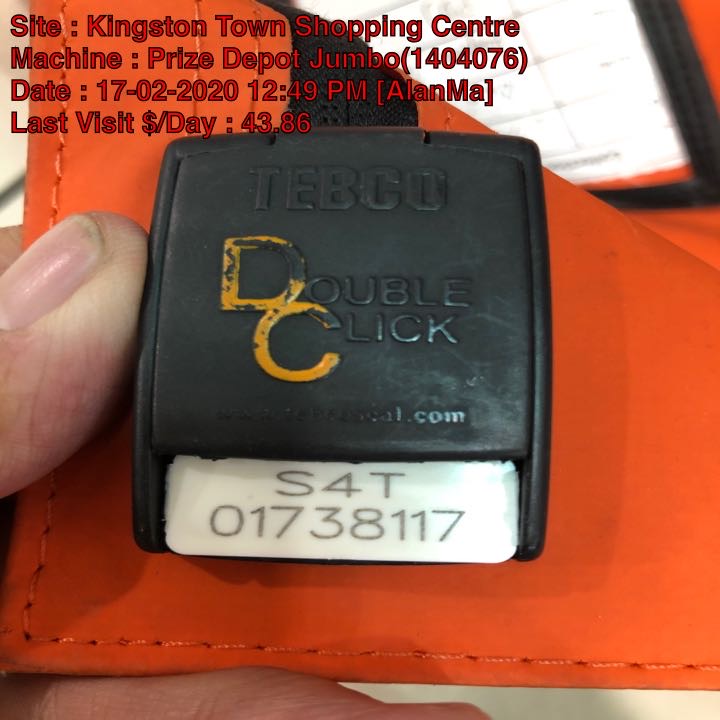 Site : Kingston Town Shopping Centre
Machine : Prize Depot Jumbo(1404076)
Date : 17-02-2020 12:49 PM [AlanMa]
Last Visit $/Day : 43.86
TEBCO
DOUBLE
CLICK
S4T
01738117